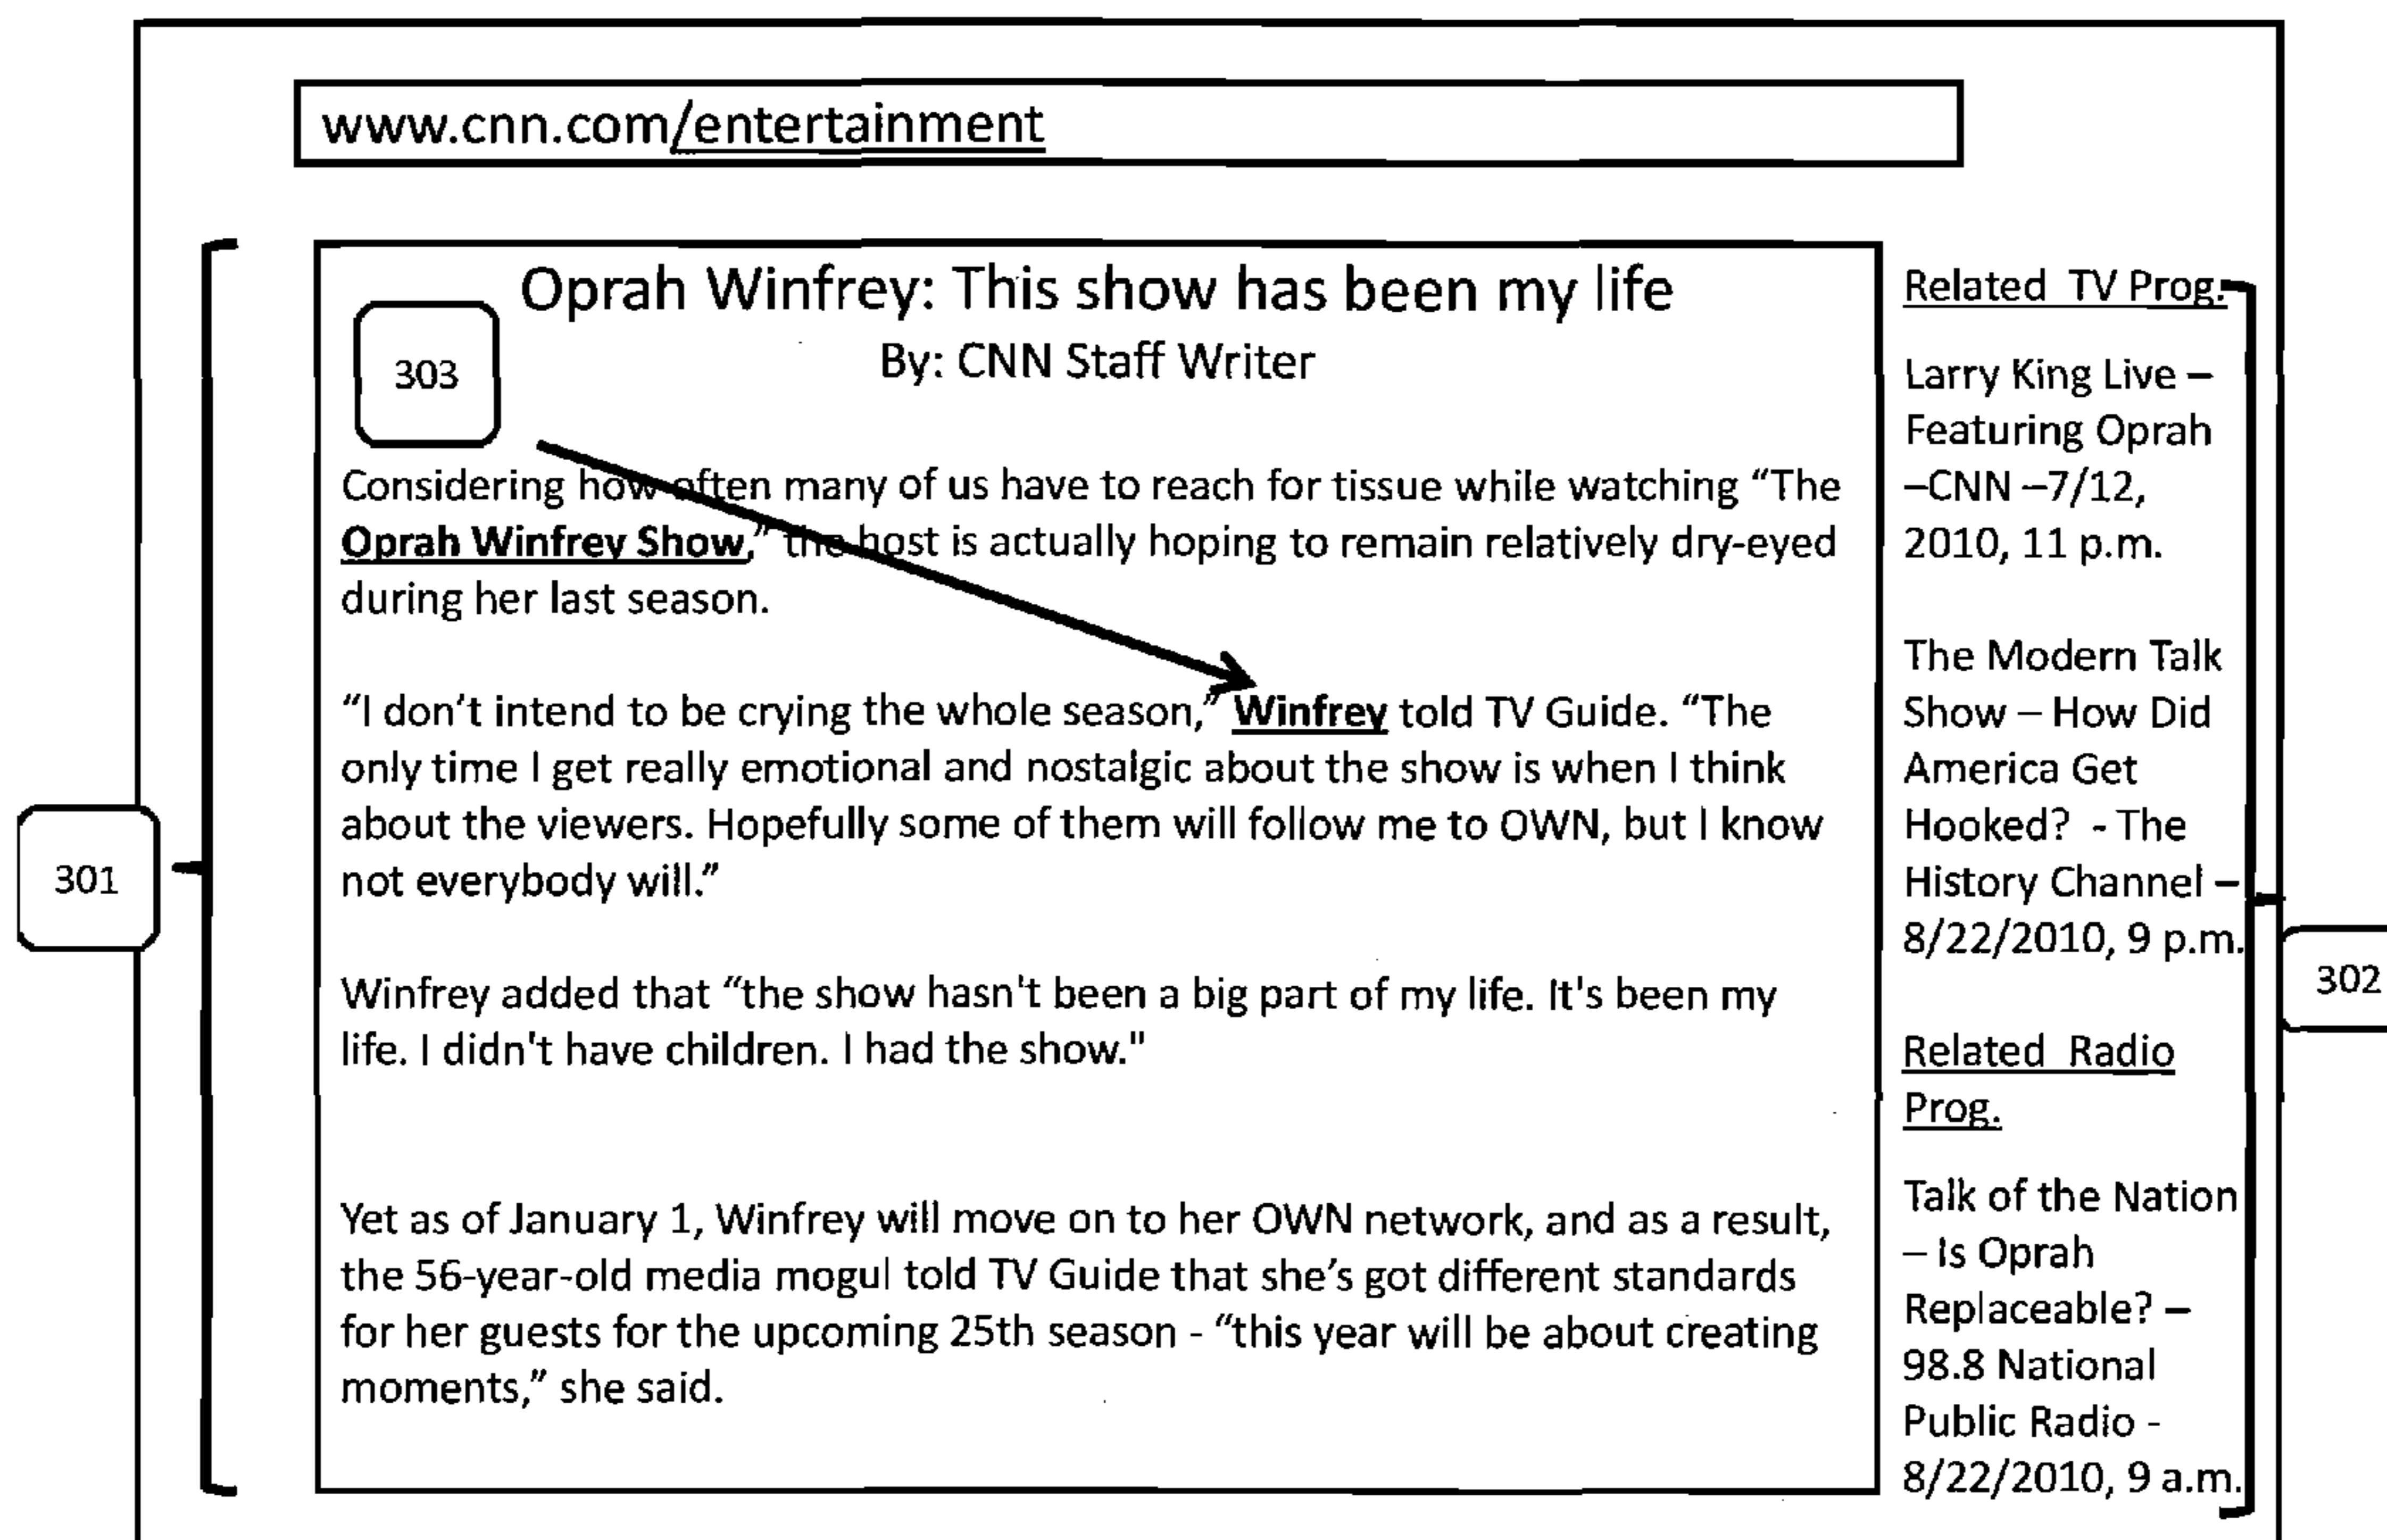 www.cnn.com/entertainment
Oprah Winfrey: This show has been my life
By: CNN Staff Writer
303
Considering how often many of us have to reach for tissue while watching “The
Oprah Winfrey Show,” the host is actually hoping to remain relatively dry-eyed
during her last season.
“I don’t intend to be crying the whole season,” Winfrey told TV Guide. “The
only time I get really emotional and nostalgic about the show is when I think
about the viewers. Hopefully some of them will follow me to OWN, but I know
not everybody will.”
Winfrey added that “the show hasn't been a big part of my life. It's been my
life. I didn't have children. I had the show."
Yet as of January 1, Winfrey will move on to her OWN network, and as a result,
the 56-year-old media mogul told TV Guide that she’s got different standards
for her guests for the upcoming 25th season - “this year will be about creating
moments,” she said.
301
Related TV Prog.
Larry King Live –
Featuring Oprah
–CNN –7/12,
2010, 11 p.m.
The Modern Talk
Show – How Did
America Get
Hooked? - The
History Channel –
8/22/2010, 9 p.m.
Related Radio
Prog.
Talk of the Nation
– Is Oprah
Replaceable? –
98.8 National
Public Radio -
8/22/2010, 9 a.m.
302